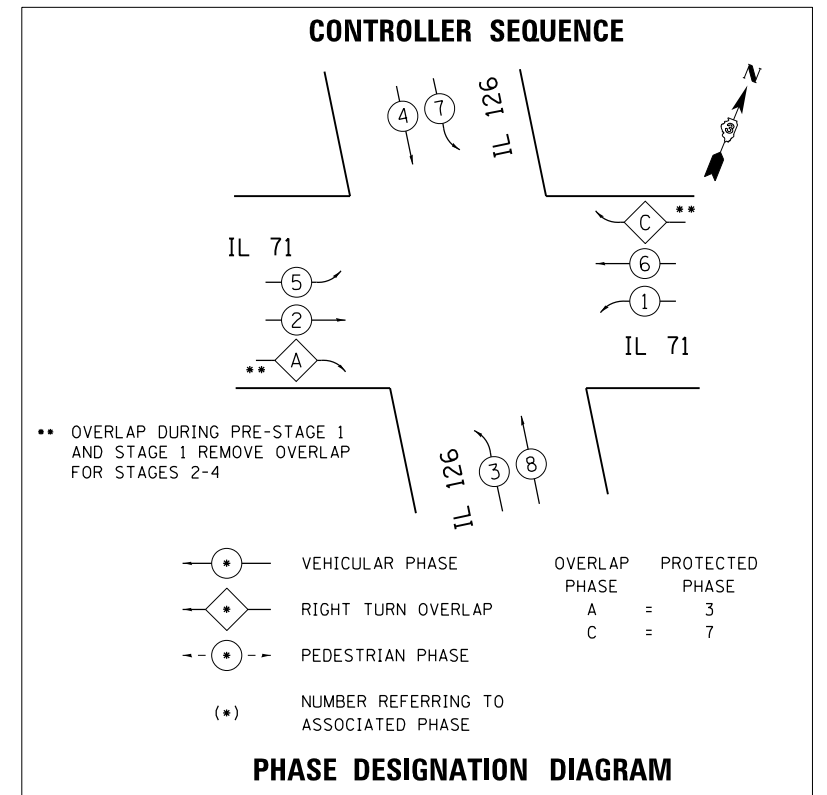 CONTROLLER SEQUENCE
N
3
4
7
IL 126
C
**
IL 71
6
5
1
2
IL 71
A
**
** OVERLAP DURING PRE-STAGE 1
AND STAGE 1 REMOVE OVERLAP
FOR STAGES 2-4
IL 126
3
8
* VEHICULAR PHASE
* RIGHT TURN OVERLAP
* PEDESTRIAN PHASE
(*) NUMBER REFERRING TO
ASSOCIATED PHASE
OVERLAP PROTECTED
PHASE PHASE
A = 3
C = 7
PHASE DESIGNATION DIAGRAM